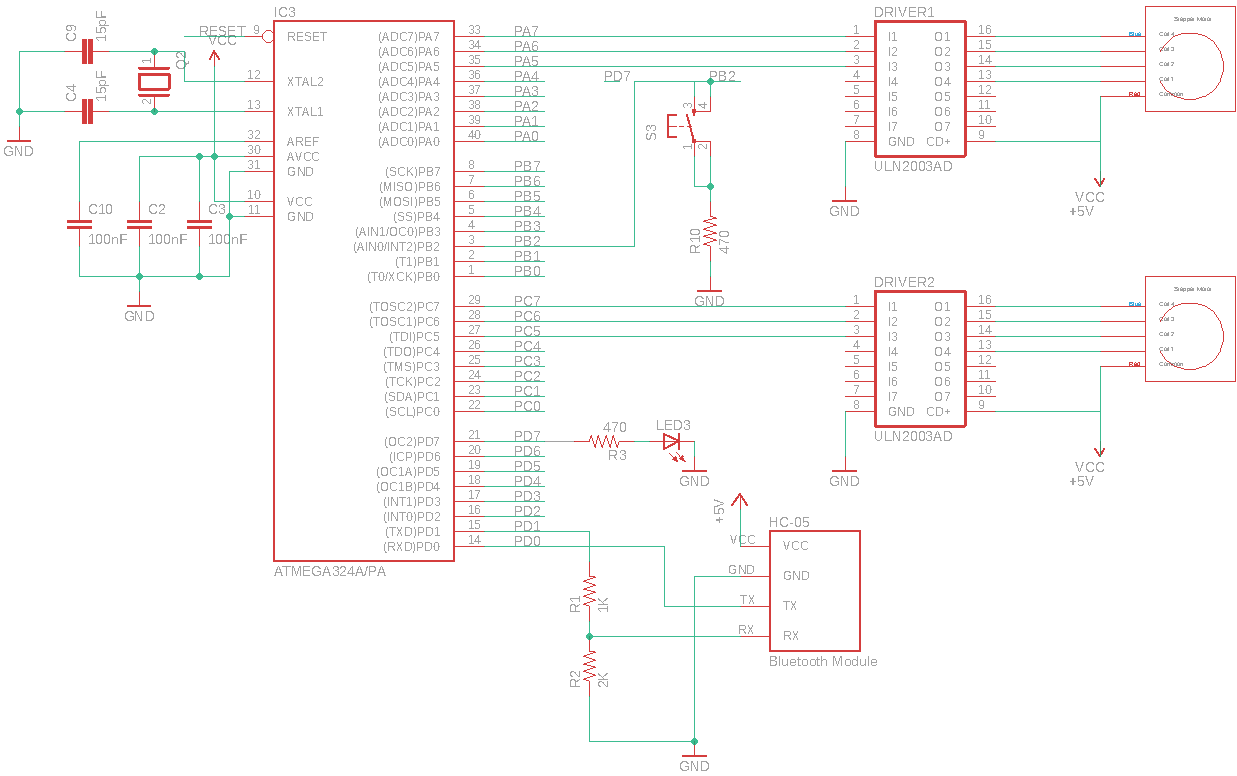 IC3
ATMEGA324A/PA
RESET
VCC
C9
15pF
C4
15pF
Q2
1
2
GND
9 RESET
12 XTAL2
13 XTAL1
32 AREF
30 AVCC
31 GND
10 VCC
11 GND
C10
100nF
C2
100nF
C3
100nF
GND
(ADC7)PA7 33 PA7
(ADC6)PA6 34 PA6
(ADC5)PA5 35 PA5
(ADC4)PA4 36 PA4
(ADC3)PA3 37 PA3
(ADC2)PA2 38 PA2
(ADC1)PA1 39 PA1
(ADC0)PA0 40 PA0
(SCK)PB7 8 PB7
(MISO)PB6 7 PB6
(MOSI)PB5 6 PB5
(SS)PB4 5 PB4
(AIN1/OC0)PB3 4 PB3
(AIN0/INT2)PB2 3 PB2
(T1)PB1 2 PB1
(T0/XCK)PB0 1 PB0
(TOSC2)PC7 29 PC7
(TOSC1)PC6 28 PC6
(TDI)PC5 27 PC5
(TDO)PC4 26 PC4
(TMS)PC3 25 PC3
(TCK)PC2 24 PC2
(SDA)PC1 23 PC1
(SCL)PC0 22 PC0
(OC2)PD7 21 PD7
(ICP)PD6 20 PD6
(OC1A)PD5 19 PD5
(OC1B)PD4 18 PD4
(INT1)PD3 17 PD3
(INT0)PD2 16 PD2
(TXD)PD1 15 PD1
(RXD)PD0 14 PD0
PD7
PB2
S3
3 4
1 2
R10
470
GND
DRIVER1
1 I1 O1 16
2 I2 O2 15
3 I3 O3 14
4 I4 O4 13
5 I5 O5 12
6 I6 O6 11
7 I7 O7 10
8 GND CD+ 9
ULN2003AD
GND
VCC
+5V
Blue
Coil 4
Coil 2
Coil 1
Red
Common
DRIVER2
1 I1 O1 16
2 I2 O2 15
3 I3 O3 14
4 I4 O4 13
5 I5 O5 12
6 I6 O6 11
7 I7 O7 10
8 GND CD+ 9
ULN2003AD
GND
VCC
+5V
Blue
Coil 4
Coil 2
Coil 1
Red
Common
470
R3
LED3
GND
+5V
HC-05
VCC VCC
GND GND
TX TX
RX RX
Bluetooth Module
R1
1K
R2
2K
GND